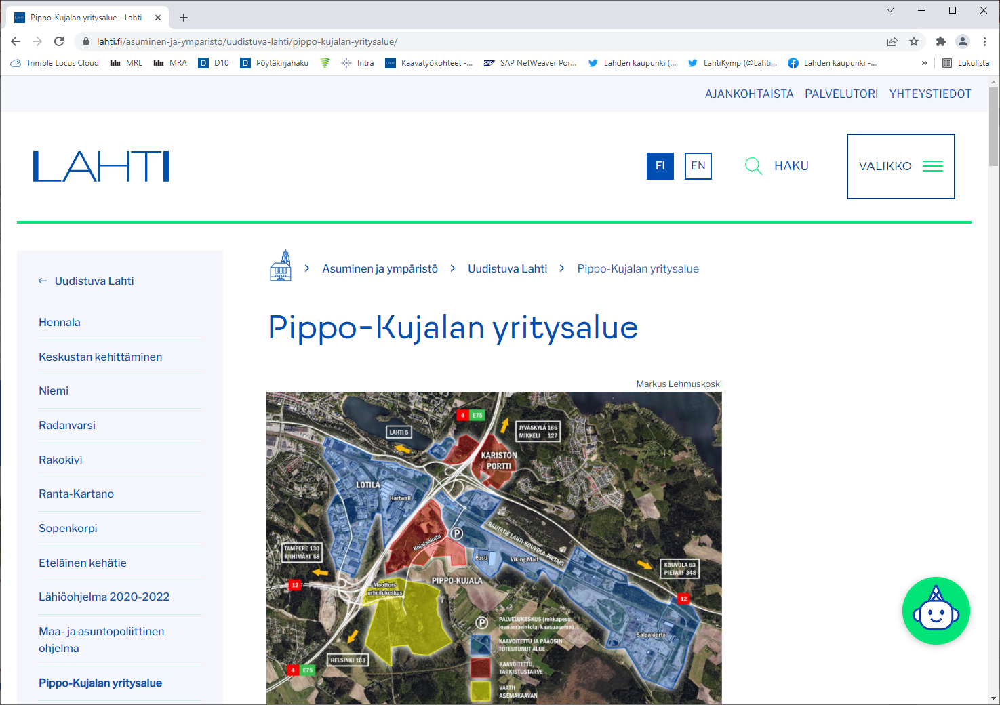 Pippo-Kujalan yritysalue - Lahti
lahti.fi/asuminen-ja-ymparisto/uudistuva-lahti/pippo-kujalan-yritysalue/
Trimble Locus Cloud
MRL
MRA
D10
Pöytäkirjahaku
Intra
Kaavatyökohteet -...
SAP NetWeaver Por...
Lahden kaupunki (...
LahtiKymp (@Lahti...
Lahden kaupunki -...
»
Lukulista
AJANKOHTAISTA
PALVELUTORI
YHTEYSTIEDOT
LAHTI
FI
EN
HAKU
VALIKKO
Uudistuva Lahti
Hennala
Keskustan kehittäminen
Niemi
Radanvarsi
Rakokivi
Ranta-Kartano
Sopenkorpi
Eteläinen kehätie
Lähiöohjelma 2020-2022
Maa- ja asuntopoliittinen
ohjelma
Pippo-Kujalan yritysalue
Asuminen ja ympäristö
Uudistuva Lahti
Pippo-Kujalan yritysalue
Pippo-Kujalan yritysalue
Markus Lehmuskoski
4 E75
LAHTI 5
JYVÄSKYLÄ 166
MIKKELI 127
KARISTON
PORTTI
LOTILA
Hartwall
Kujalankatu
P
RAUTATIE LAHTI-KOUVOLA-PIETARI
TAMPERE 130
RIIHIMÄKI 68
Posti
Viking Malt
KOUVOLA 63
PIETARI 348
12
PIPPO-KUJALA
Moottori-
urheilukeskus
12
P
PALVELUKESKUS (rekkapesu,
lounasravintola, kaasuasema)
Salpakierto
KAAVOITETTU JA PÄÄOSIN
TOTEUTUNUT ALUE
HELSINKI 103
4 E75
KAAVOITETTU,
TARKISTUSTARVE
VAATII
ASEMAKAAVAN